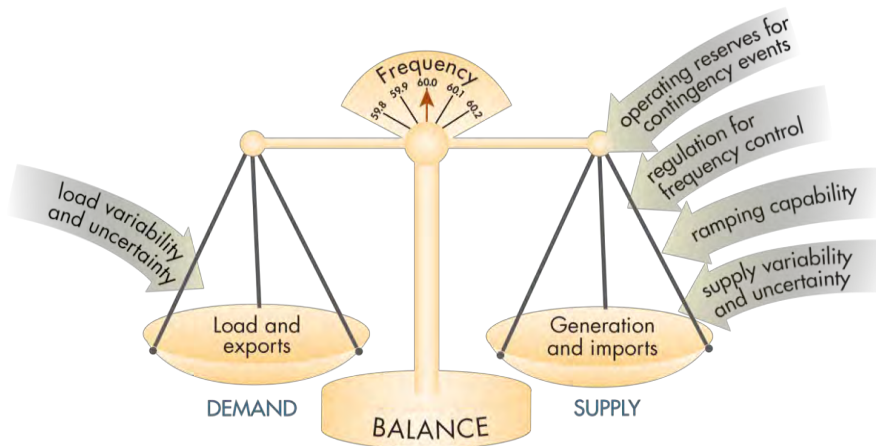 Frequency
59.8
59.9
60.0
60.1
60.2
operating reserves for
contingency events
regulation for
frequency control
ramping capability
supply variability
and uncertainty
load variability
and uncertainty
Load and
exports
Generation
and imports
DEMAND
BALANCE
SUPPLY